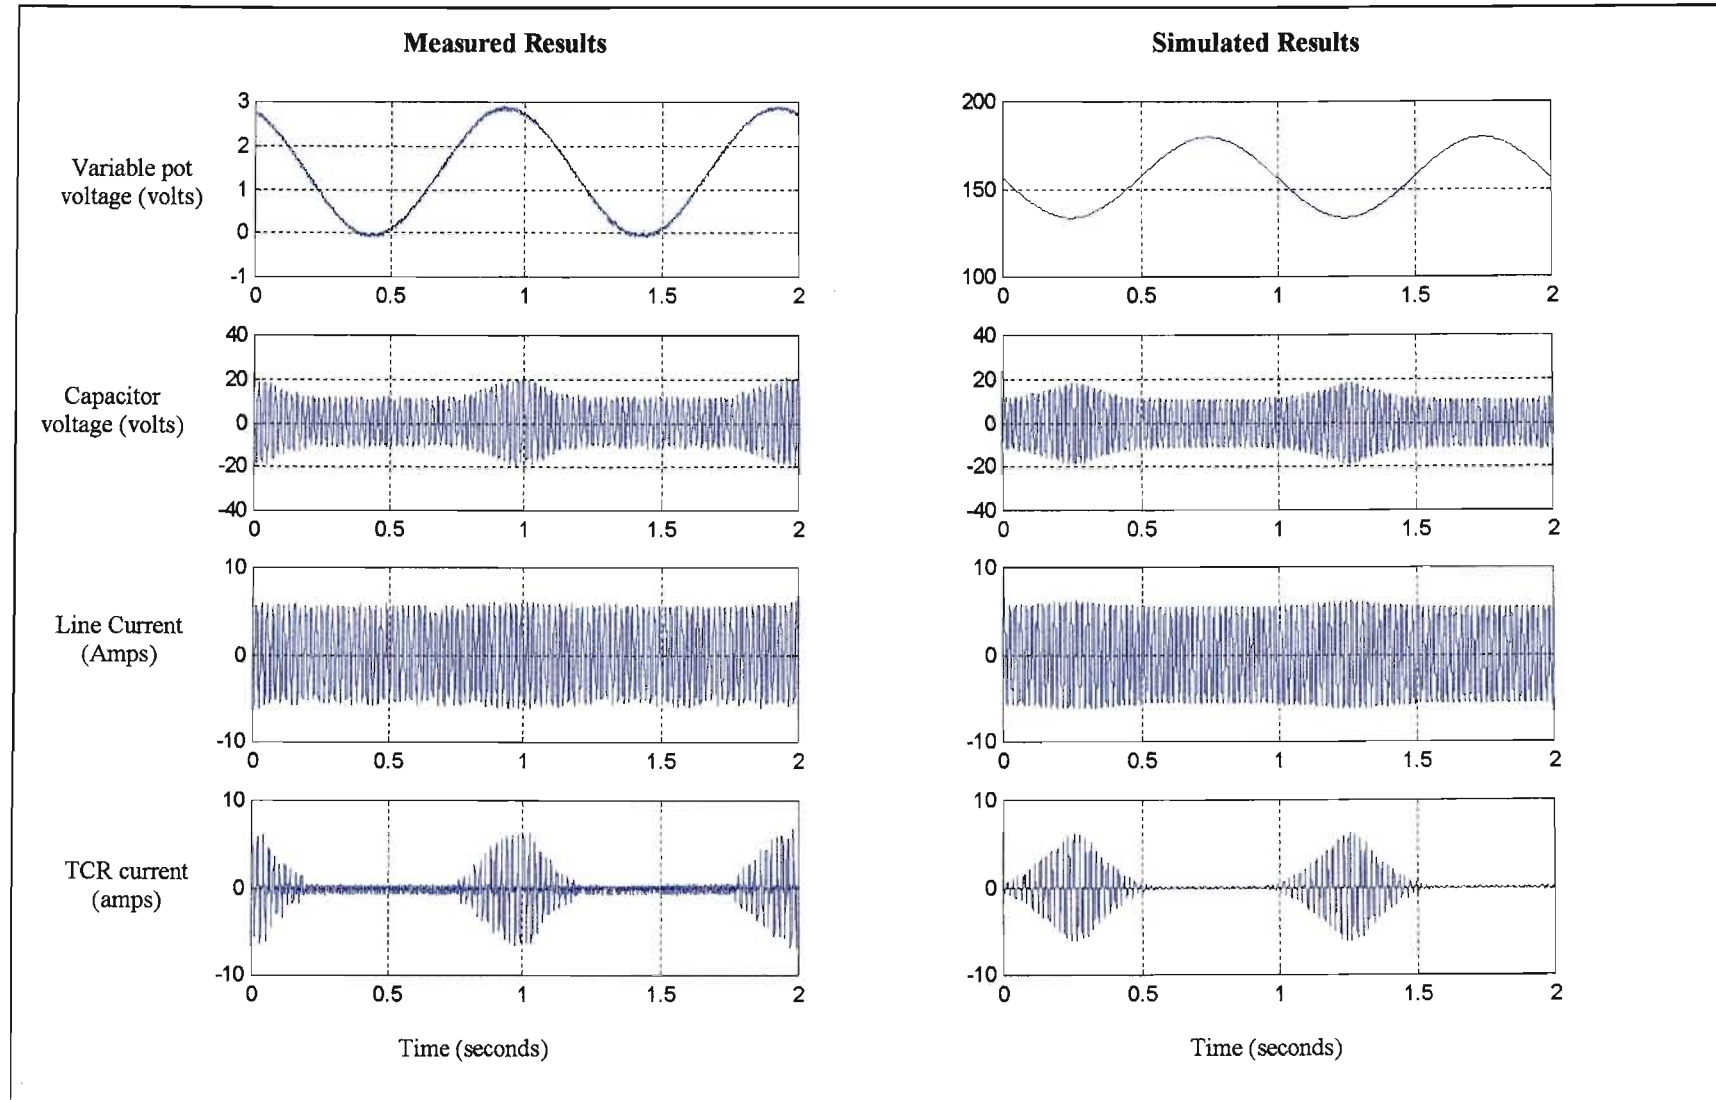 Measured Results
Simulated Results
Variable pot
voltage (volts)
3
2
1
0
-1
0 0.5 1 1.5 2
200
150
100
0 0.5 1 1.5 2
Capacitor
voltage (volts)
40
20
0
-20
-40
0 0.5 1 1.5 2
40
20
0
-20
-40
0 0.5 1 1.5 2
Line Current
(Amps)
10
0
-10
0 0.5 1 1.5 2
10
0
-10
0 0.5 1 1.5 2
TCR current
(amps)
10
0
-10
0 0.5 1 1.5 2
10
0
-10
0 0.5 1 1.5 2
Time (seconds)
Time (seconds)